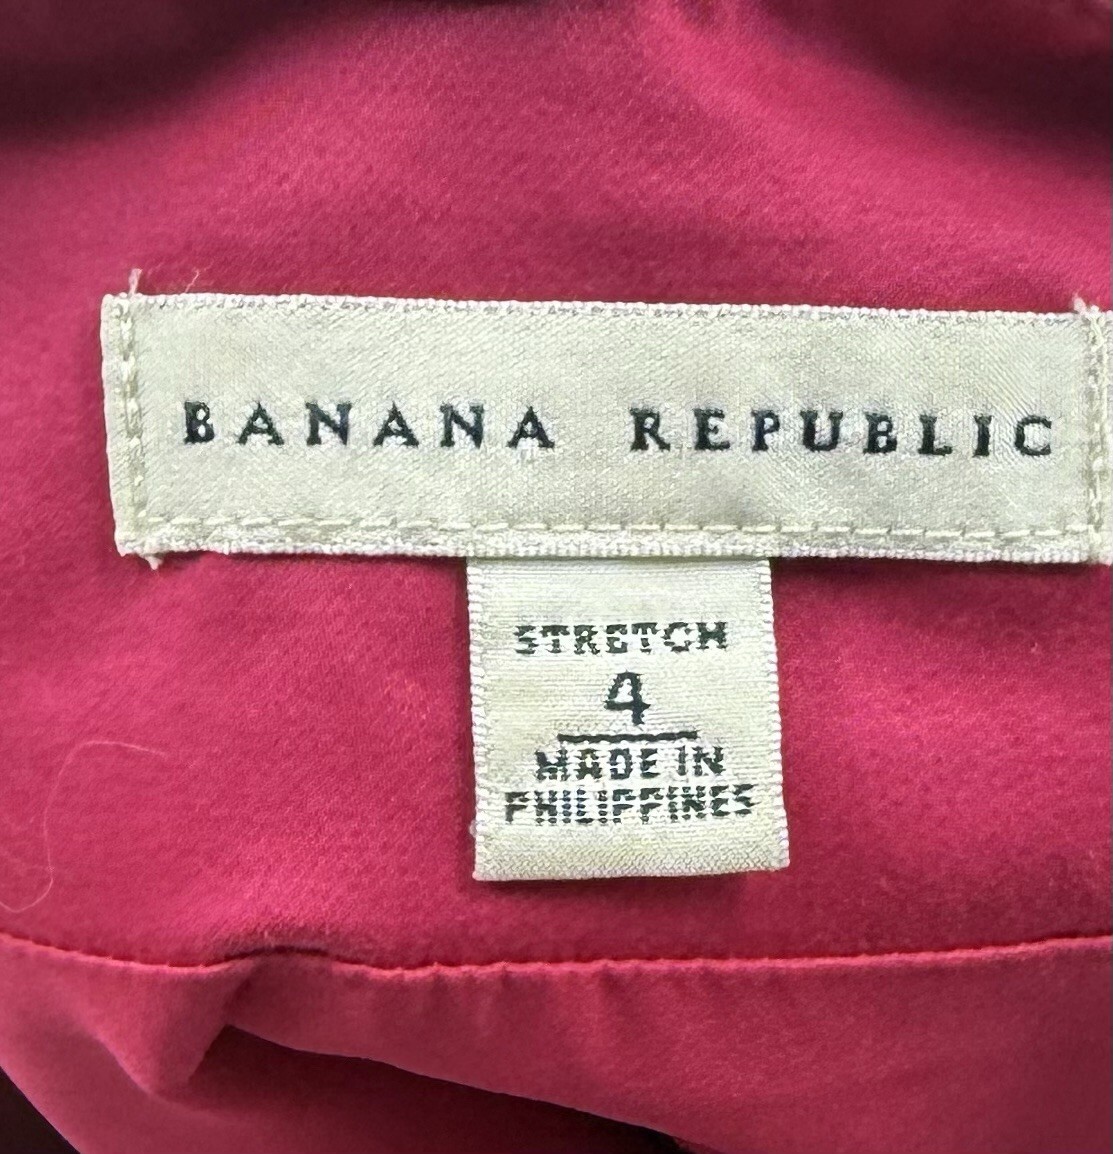 BANANA REPUBLIC
STRETCH
4
MADE IN
PHILIPPINES